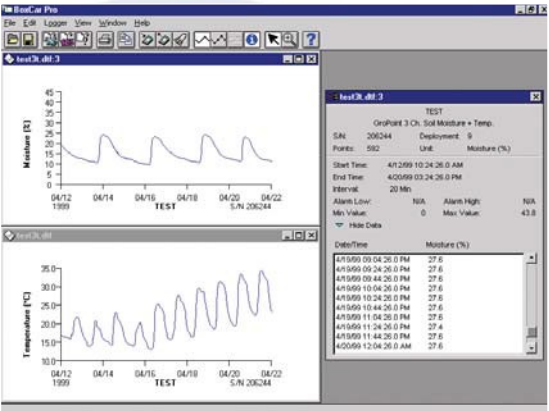 BoxCar Pro
File Edit Logger View Window Help
test3t.dtf:3
Moisture (%)
45
40
35
30
25
20
15
10
5
0
04/12 04/14 04/16 04/18 04/20 04/22
1999 TEST S/N 206244
test3t.dtf
Temperature (°C)
35.0
30.0
25.0
20.0
15.0
10.0
04/12 04/14 04/16 04/18 04/20 04/22
1999 TEST S/N 206244
test3t.dtf:3
TEST
GroPoint 3 Ch. Soil Moisture + Temp.
S/N: 206244 Deployment: 9
Points: 592 Unit: Moisture (%)
Start Time: 4/12/99 10:24:26.0 AM
End Time: 4/20/99 03:24:26.0 PM
Interval: 20 Min
Alarm Low: N/A Alarm High: N/A
Min Value: 0 Max Value: 43.8
Hide Data
Date/Time Moisture (%)
4/19/99 09:04:26.0 PM 27.6
4/19/99 09:24:26.0 PM 27.6
4/19/99 09:44:26.0 PM 27.6
4/19/99 10:04:26.0 PM 27.6
4/19/99 10:24:26.0 PM 27.6
4/19/99 10:44:26.0 PM 27.6
4/19/99 11:04:26.0 PM 27.6
4/19/99 11:24:26.0 PM 27.4
4/19/99 11:44:26.0 PM 27.6
4/20/99 12:04:26.0 AM 27.6